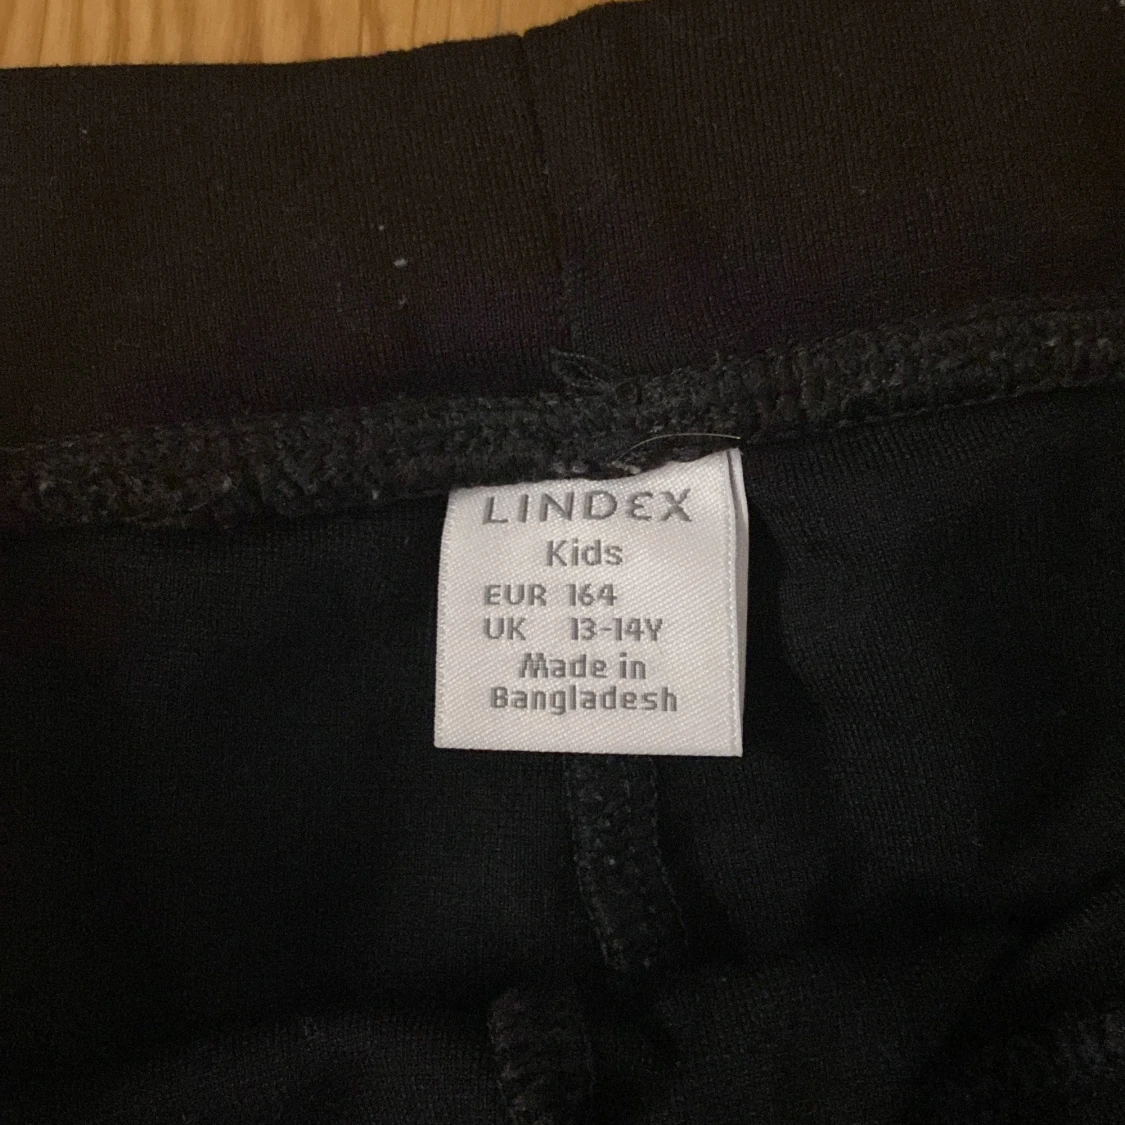 LINDEX
Kids
EUR 164
UK 13-14Y
Made in
Bangladesh